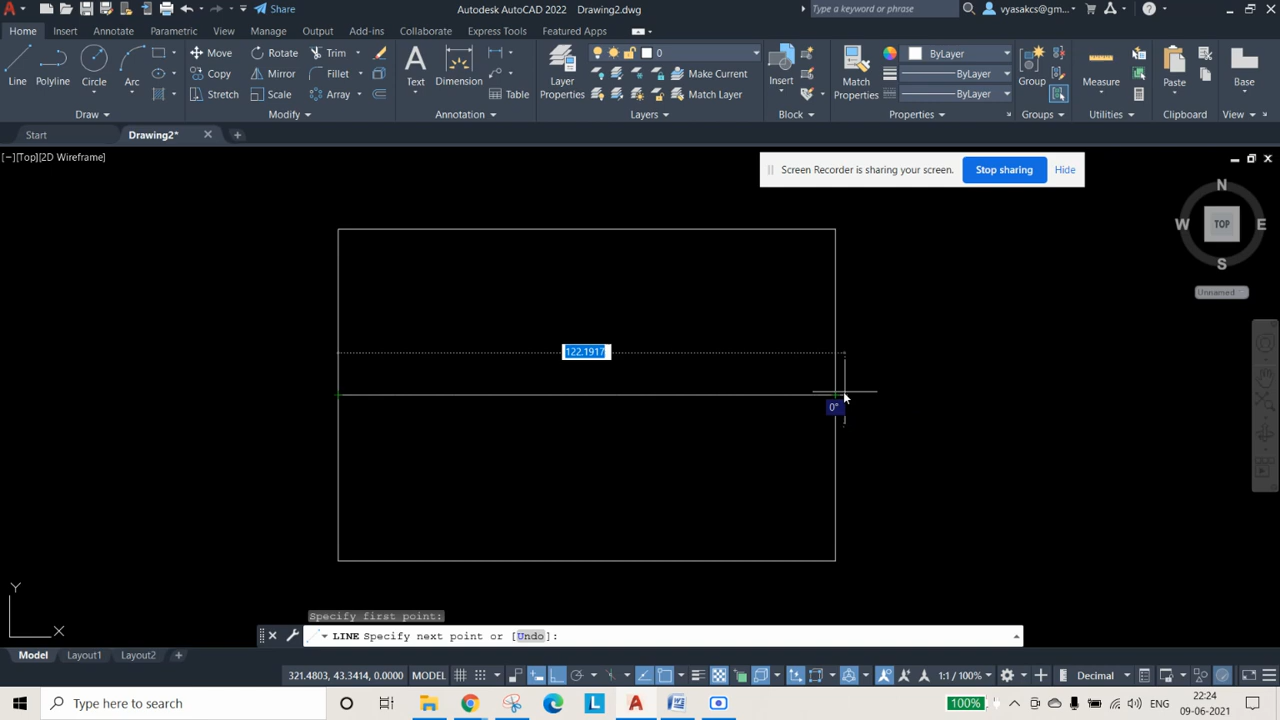 Share
Autodesk AutoCAD 2022 Drawing2.dwg
Type a keyword or phrase
vyasakcs@gm...
Home Insert Annotate Parametric View Manage Output Add-ins Collaborate Express Tools Featured Apps
Line Polyline Circle Arc
Move Rotate Trim
Copy Mirror Fillet
Stretch Scale Array
Text Dimension
Table
Layer Properties
0
Make Current
Match Layer
Insert
Match Properties
ByLayer
ByLayer
ByLayer
Group
Measure
Paste
Base
Draw Modify Annotation Layers Block Properties Groups Utilities Clipboard View
Start Drawing2*
[−][Top][2D Wireframe]
Screen Recorder is sharing your screen. Stop sharing Hide
N
W TOP E
S
Unnamed
122.1917
0°
Y
X
Specify first point:
LINE Specify next point or [Undo]:
Model Layout1 Layout2
321.4803, 43.3414, 0.0000 MODEL 1:1 / 100% Decimal
Type here to search
L A W 100% ENG
22:24
09-06-2021